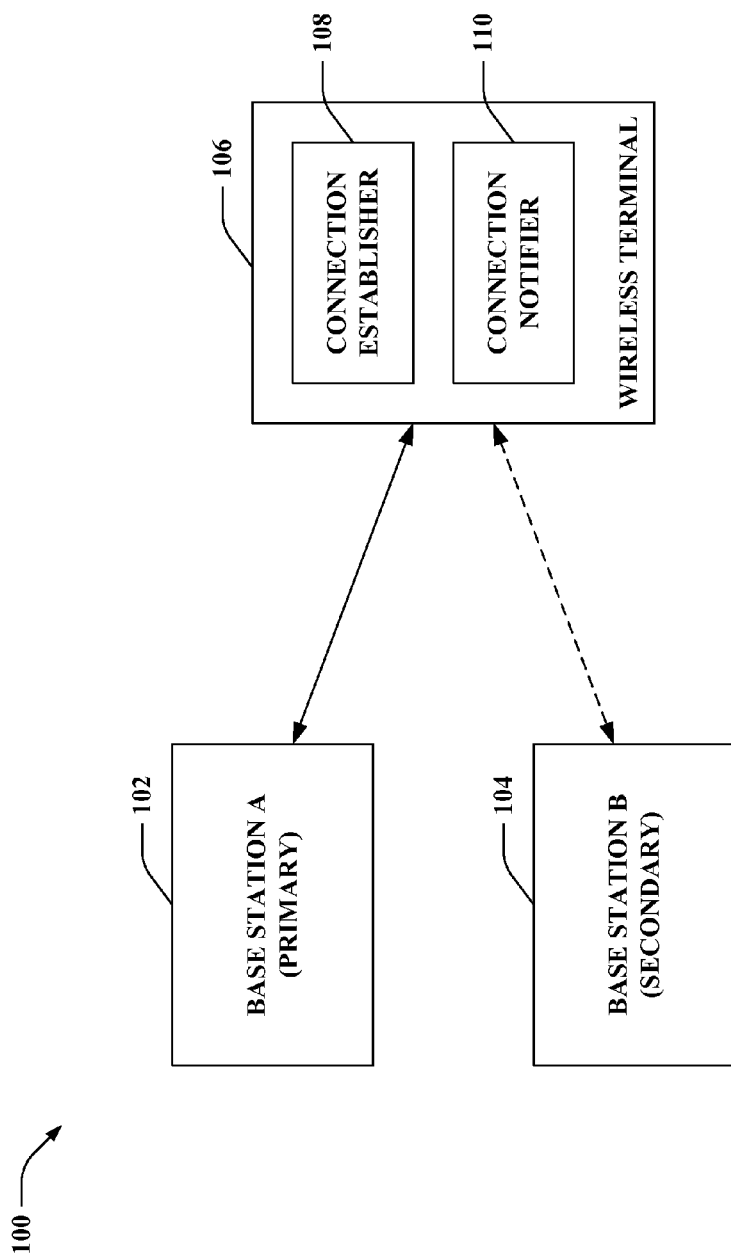 100
102
BASE STATION A
(PRIMARY)
104
BASE STATION B
(SECONDARY)
106
108
CONNECTION
ESTABLISHER
110
CONNECTION
NOTIFIER
WIRELESS TERMINAL